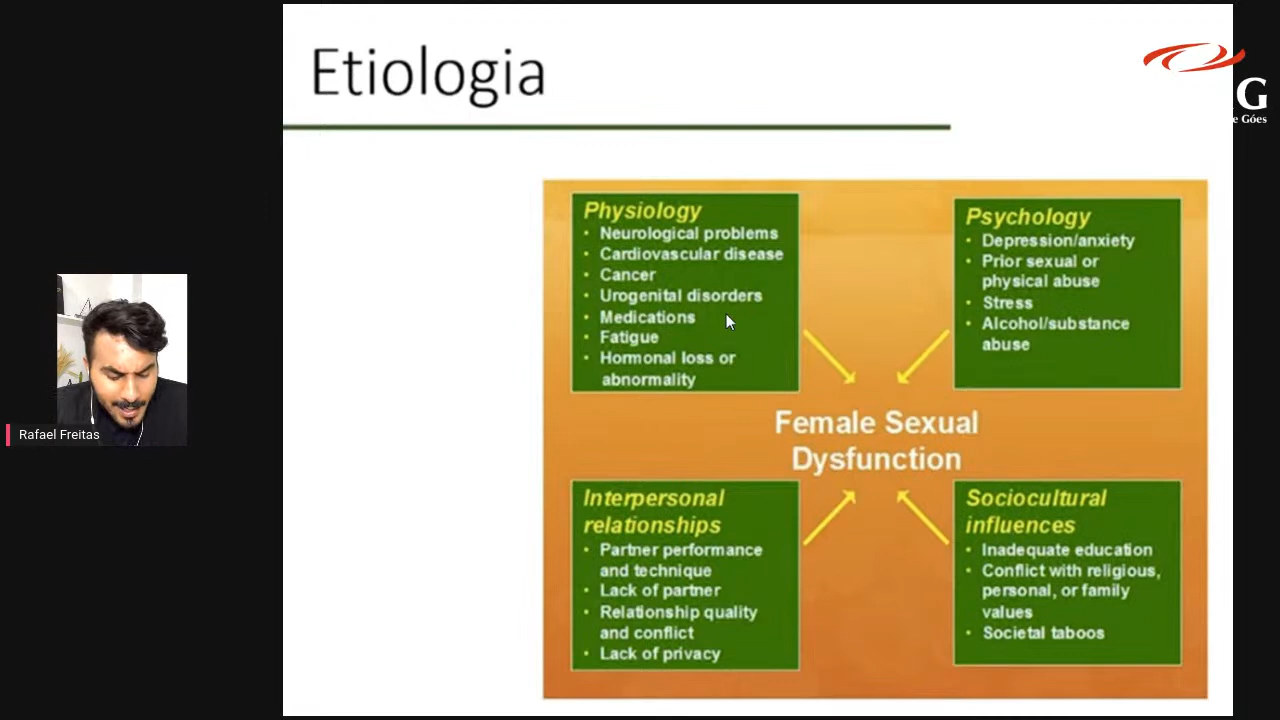 Etiologia
G
e Góes
Physiology
• Neurological problems
• Cardiovascular disease
• Cancer
• Urogenital disorders
• Medications
• Fatigue
• Hormonal loss or
abnormality
Psychology
• Depression/anxiety
• Prior sexual or
physical abuse
• Stress
• Alcohol/substance
abuse
Female Sexual
Dysfunction
Rafael Freitas
Interpersonal
relationships
• Partner performance
and technique
• Lack of partner
• Relationship quality
and conflict
• Lack of privacy
Sociocultural
influences
• Inadequate education
• Conflict with religious,
personal, or family
values
• Societal taboos